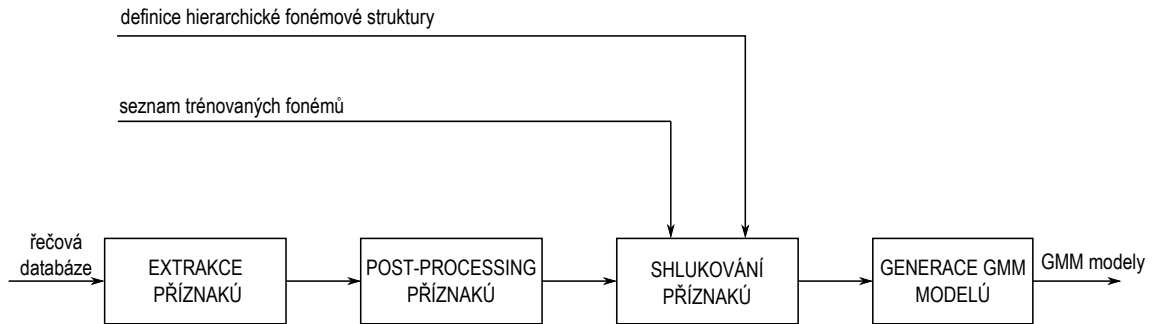 definice hierarchické fonémové struktury
seznam trénovaných fonémů
řečová
databáze
EXTRAKCE
PŘÍZNAKŮ
POST-PROCESSING
PŘÍZNAKŮ
SHLUKOVÁNÍ
PŘÍZNAKŮ
GENERACE GMM
MODELŮ
GMM modely